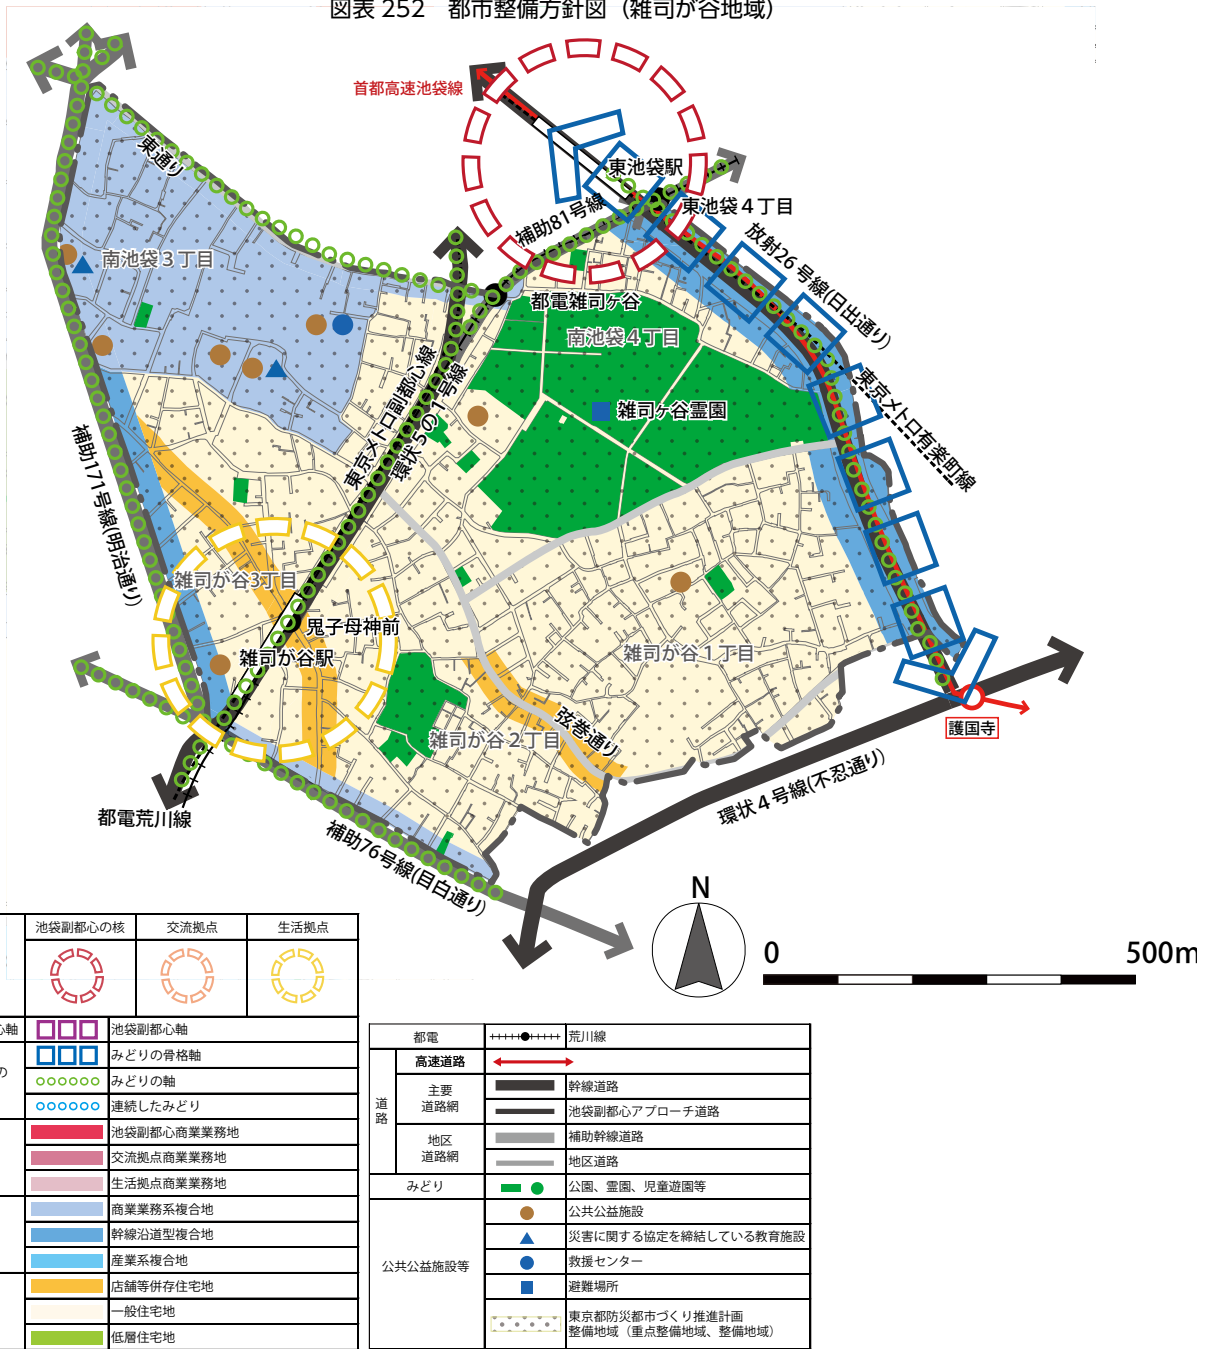 図表 252　都市整備方針図（雑司が谷地域）
首都高速池袋線
東通り
東池袋駅
東池袋４丁目
補助81号線
放射26号線(日出通り)
南池袋３丁目
都電雑司ヶ谷
南池袋４丁目
東京メトロ副都心線
環状５の１号線
東京メトロ有楽町線
雑司ヶ谷霊園
補助171号線(明治通り)
雑司が谷3丁目
鬼子母神前
雑司が谷駅
雑司が谷１丁目
弦巻通り
雑司が谷２丁目
護国寺
環状４号線(不忍通り)
都電荒川線
補助76号線(目白通り)
N
0
500m
池袋副都心の核
交流拠点
生活拠点
心軸
池袋副都心軸
の
みどりの骨格軸
みどりの軸
連続したみどり
池袋副都心商業業務地
交流拠点商業業務地
生活拠点商業業務地
商業業務系複合地
幹線沿道型複合地
産業系複合地
店舗等併存住宅地
一般住宅地
低層住宅地
都電
荒川線
道路
高速道路
主要
道路網
幹線道路
池袋副都心アプローチ道路
地区
道路網
補助幹線道路
地区道路
みどり
公園、霊園、児童遊園等
公共公益施設等
公共公益施設
災害に関する協定を締結している教育施設
救援センター
避難場所
東京都防災都市づくり推進計画
整備地域（重点整備地域、整備地域）